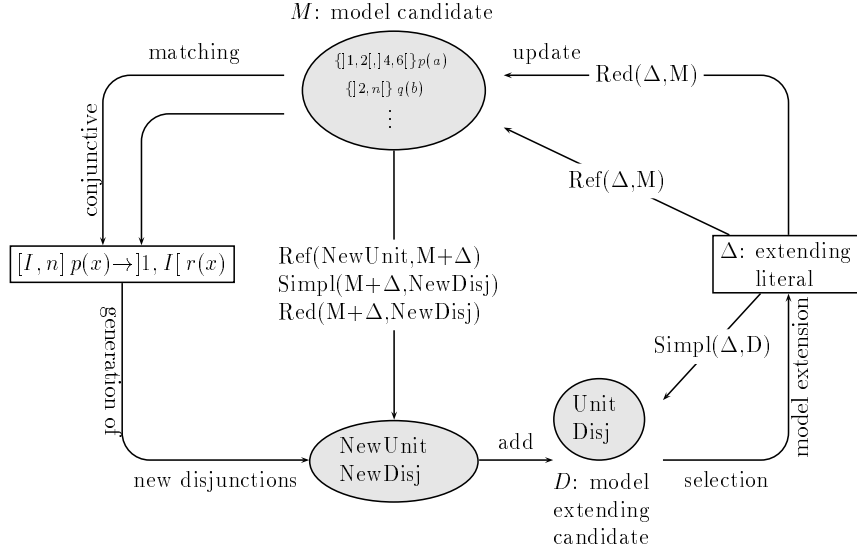 M: model candidate
matching
update
{]1,2[,]4,6[}p(a)
{]2,n[} q(b)
⋮
Red(Δ,M)
conjunctive
Ref(Δ,M)
[I, n] p(x)→]1, I[ r(x)
Ref(NewUnit,M+Δ)
Simpl(M+Δ,NewDisj)
Red(M+Δ,NewDisj)
Δ: extending
literal
generation of
Simpl(Δ,D)
model extension
Unit
Disj
NewUnit
NewDisj
add
new disjunctions
D: model
extending
candidate
selection